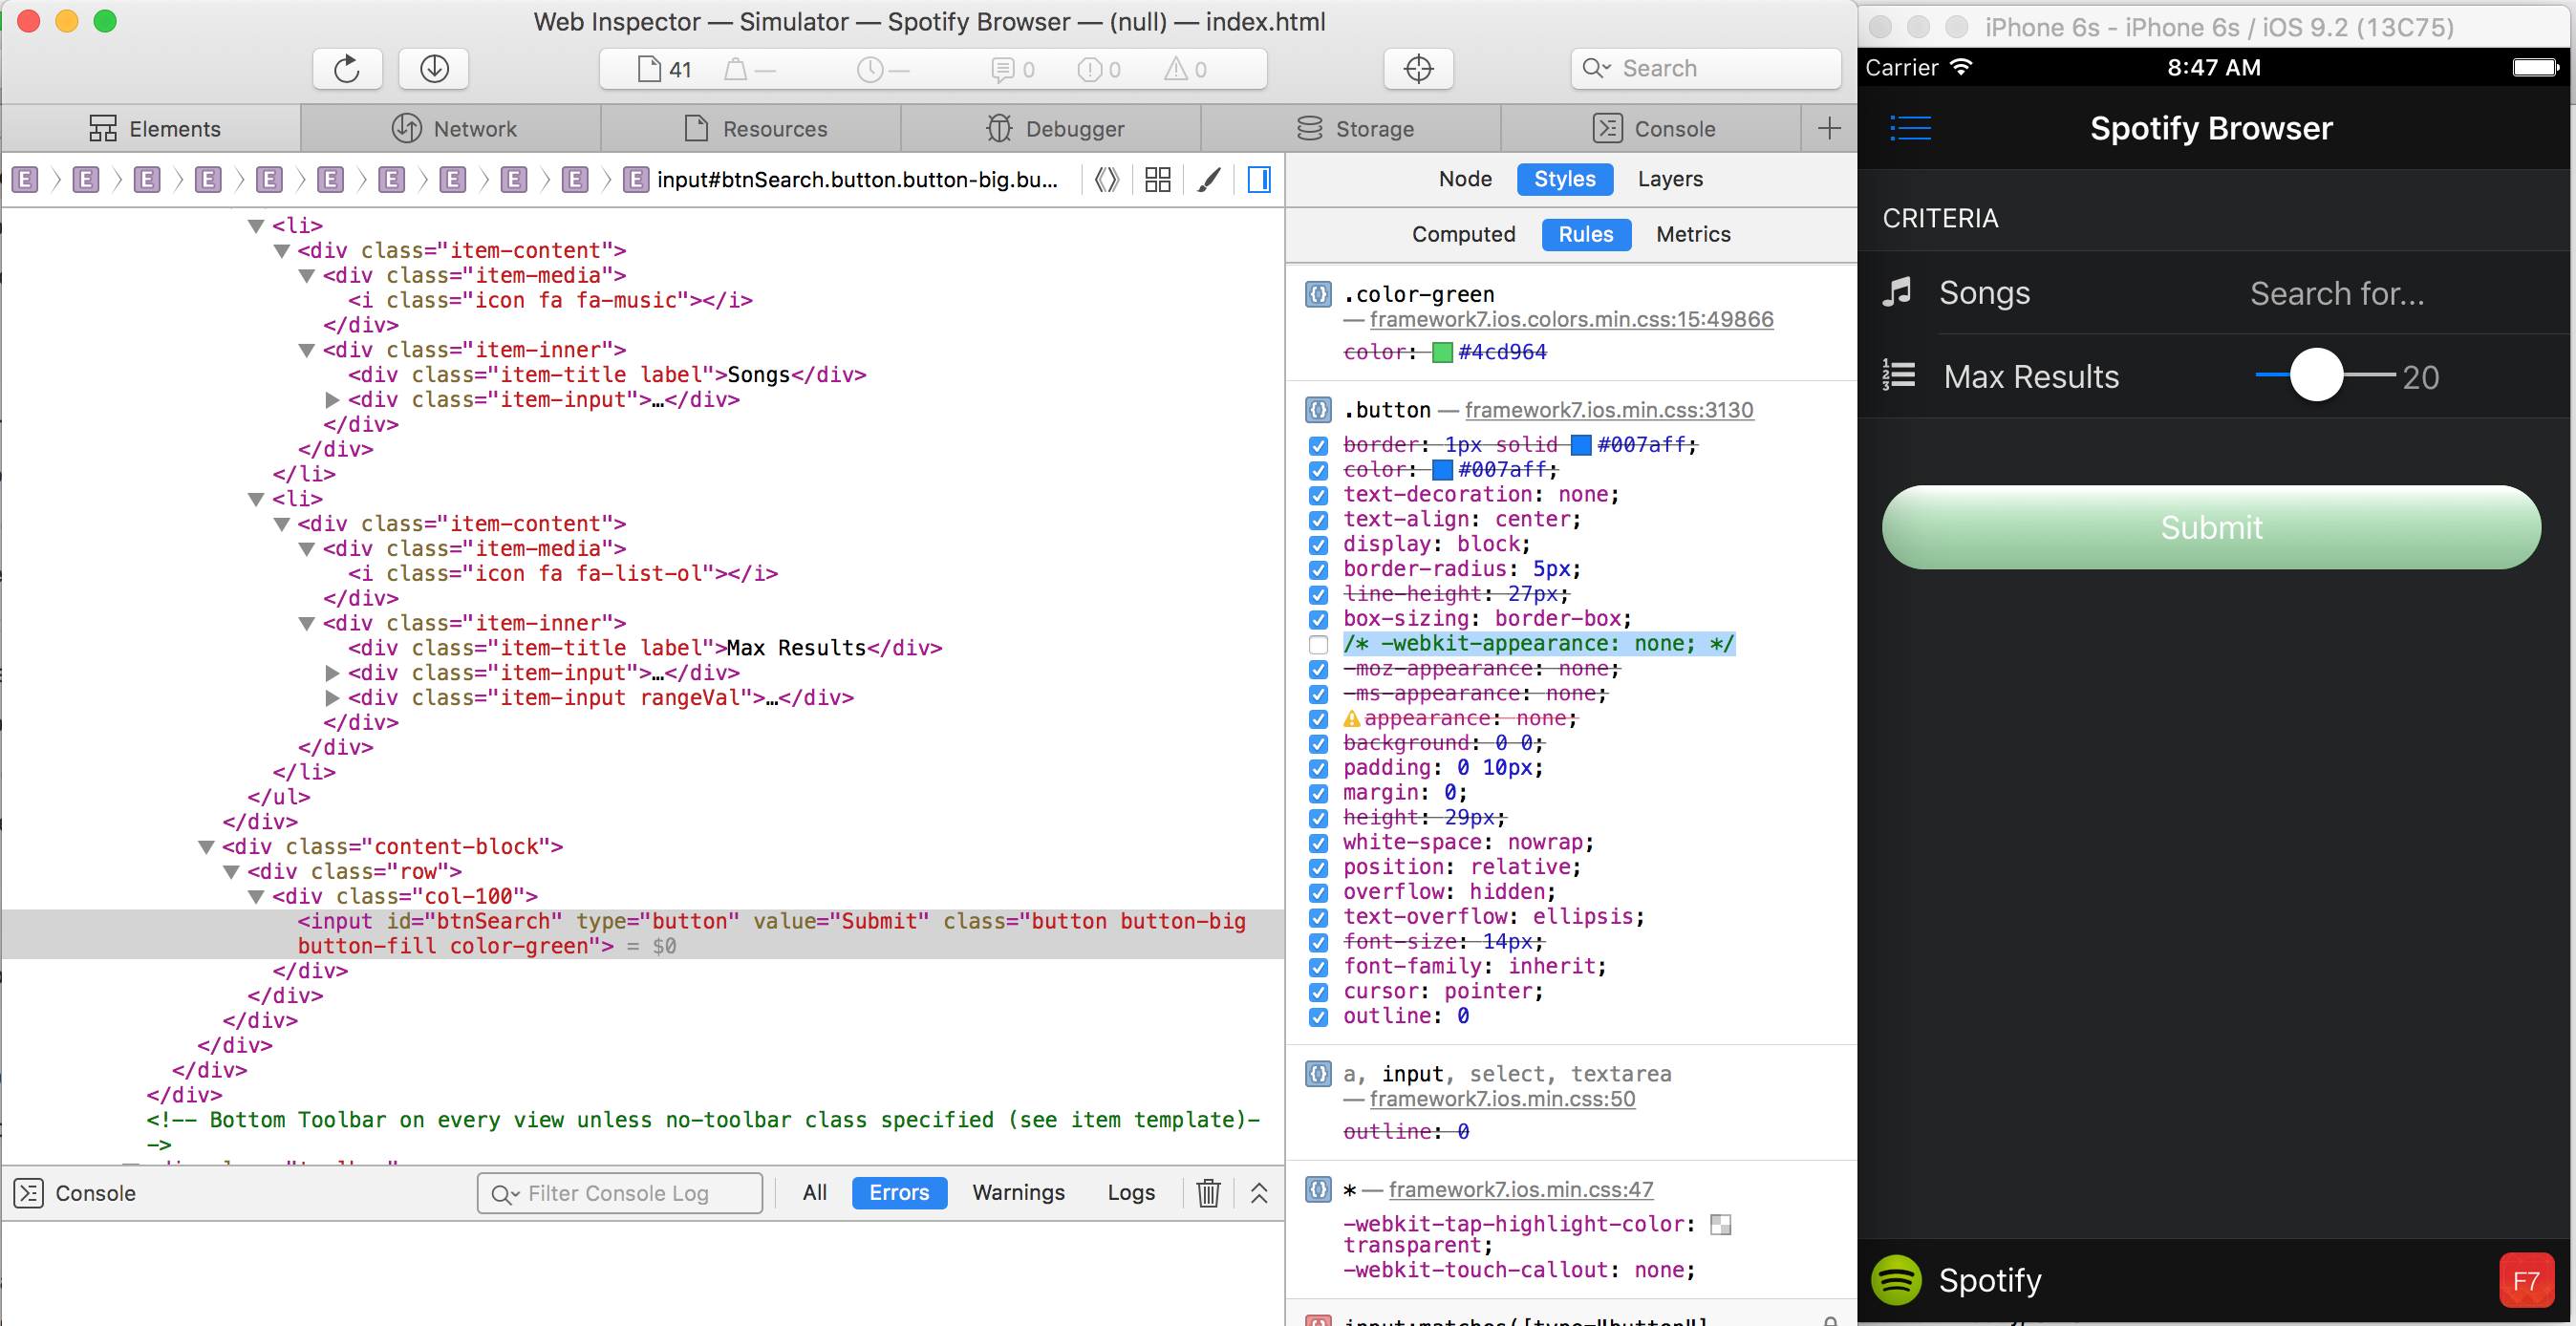 Web Inspector — Simulator — Spotify Browser — (null) — index.html
41 — — 0 0 0
Search
Elements
Network
Resources
Debugger
Storage
Console
E E E E E E E E E E E input#btnSearch.button.button-big.bu...
<li>
<div class="item-content">
<div class="item-media">
<i class="icon fa fa-music"></i>
</div>
<div class="item-inner">
<div class="item-title label">Songs</div>
<div class="item-input">…</div>
</div>
</div>
</li>
<li>
<div class="item-content">
<div class="item-media">
<i class="icon fa fa-list-ol"></i>
</div>
<div class="item-inner">
<div class="item-title label">Max Results</div>
<div class="item-input">…</div>
<div class="item-input rangeVal">…</div>
</div>
</div>
</li>
</ul>
</div>
<div class="content-block">
<div class="row">
<div class="col-100">
<input id="btnSearch" type="button" value="Submit" class="button button-big
button-fill color-green"> = $0
</div>
</div>
</div>
</div>
</div>
</div>
<!-- Bottom Toolbar on every view unless no-toolbar class specified (see item template)-
->
Console
Filter Console Log
All
Errors
Warnings
Logs
Node
Styles
Layers
Computed
Rules
Metrics
.color-green
— framework7.ios.colors.min.css:15:49866
color: #4cd964
.button — framework7.ios.min.css:3130
border: 1px solid #007aff;
color: #007aff;
text-decoration: none;
text-align: center;
display: block;
border-radius: 5px;
line-height: 27px;
box-sizing: border-box;
/* -webkit-appearance: none; */
-moz-appearance: none;
-ms-appearance: none;
appearance: none;
background: 0 0;
padding: 0 10px;
margin: 0;
height: 29px;
white-space: nowrap;
position: relative;
overflow: hidden;
text-overflow: ellipsis;
font-size: 14px;
font-family: inherit;
cursor: pointer;
outline: 0
a, input, select, textarea
— framework7.ios.min.css:50
outline: 0
* — framework7.ios.min.css:47
-webkit-tap-highlight-color:
transparent;
-webkit-touch-callout: none;
input:matches([type="button"],
iPhone 6s - iPhone 6s / iOS 9.2 (13C75)
Carrier 8:47 AM
Spotify Browser
CRITERIA
Songs Search for...
1
2
3
Max Results 20
Submit
Spotify
F7